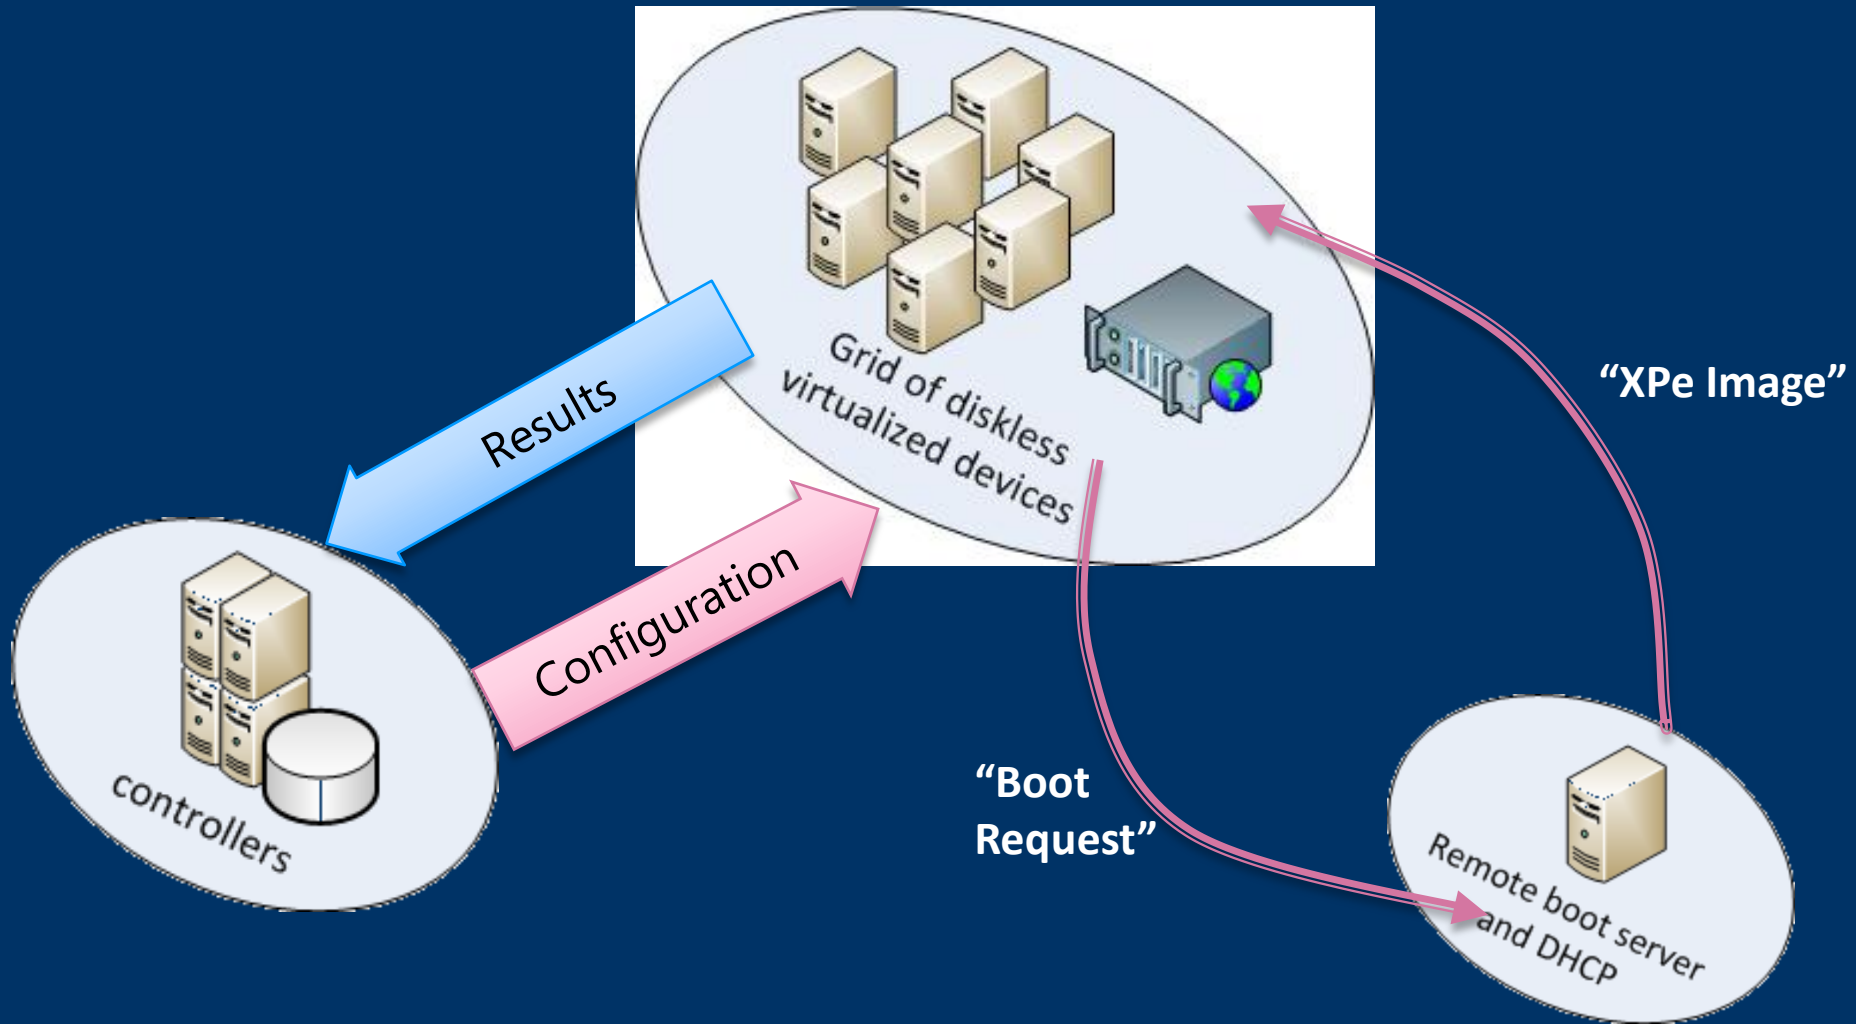 Grid of diskless
virtualized devices
Results
“XPe Image”
Configuration
controllers
“Boot
Request”
Remote boot server
and DHCP